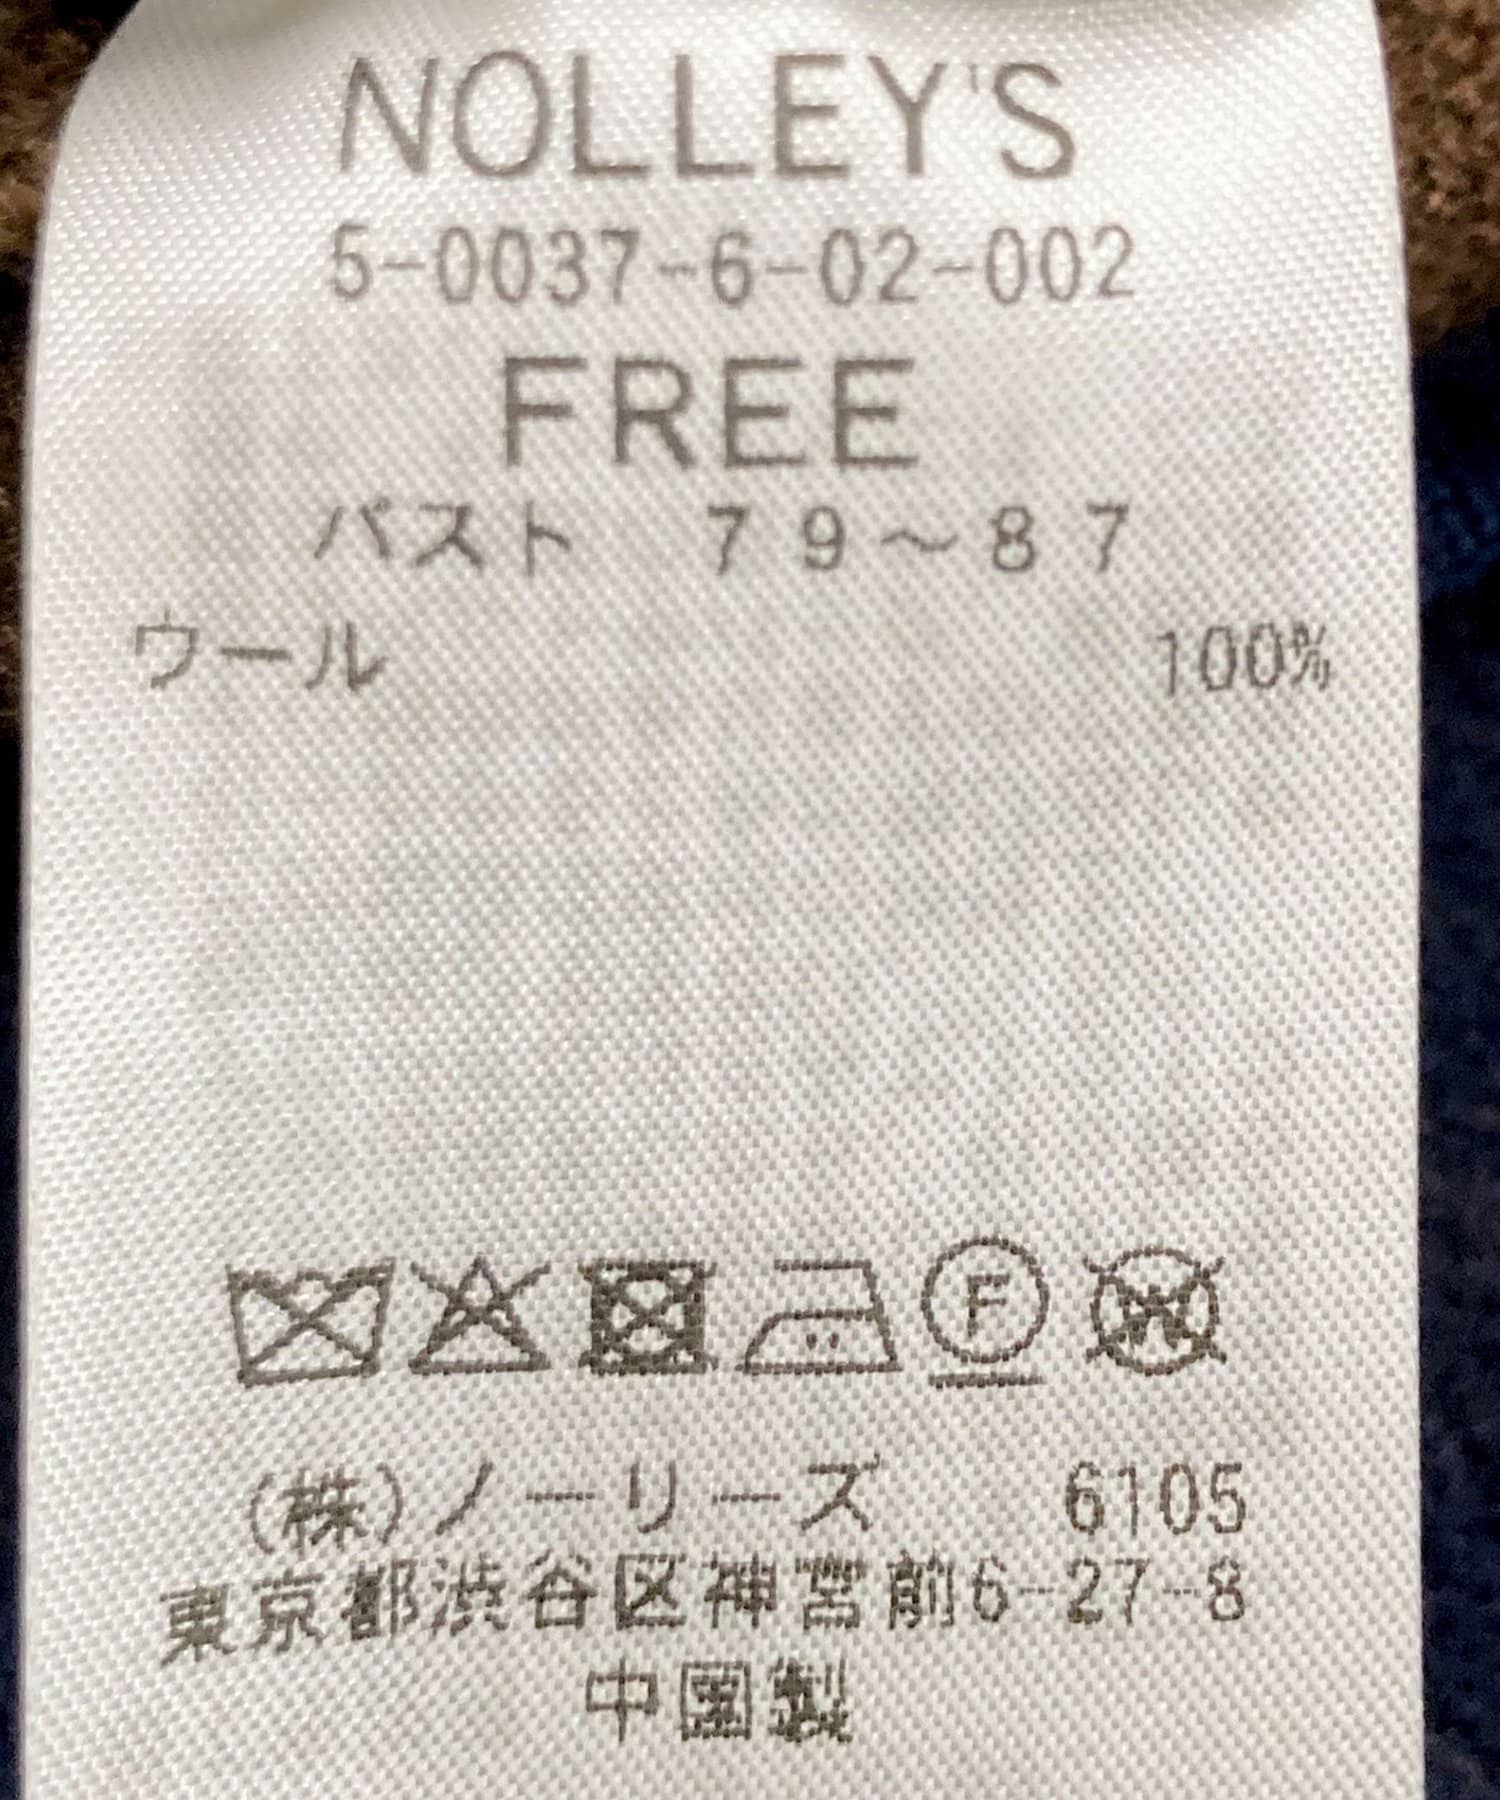 NOLLEY'S
5-0037-6-02-002
FREE
バスト　７９～８７
ウール 100%
F
(株)ノーリーズ 6105
東京都渋谷区神宮前6-27-8
中国製